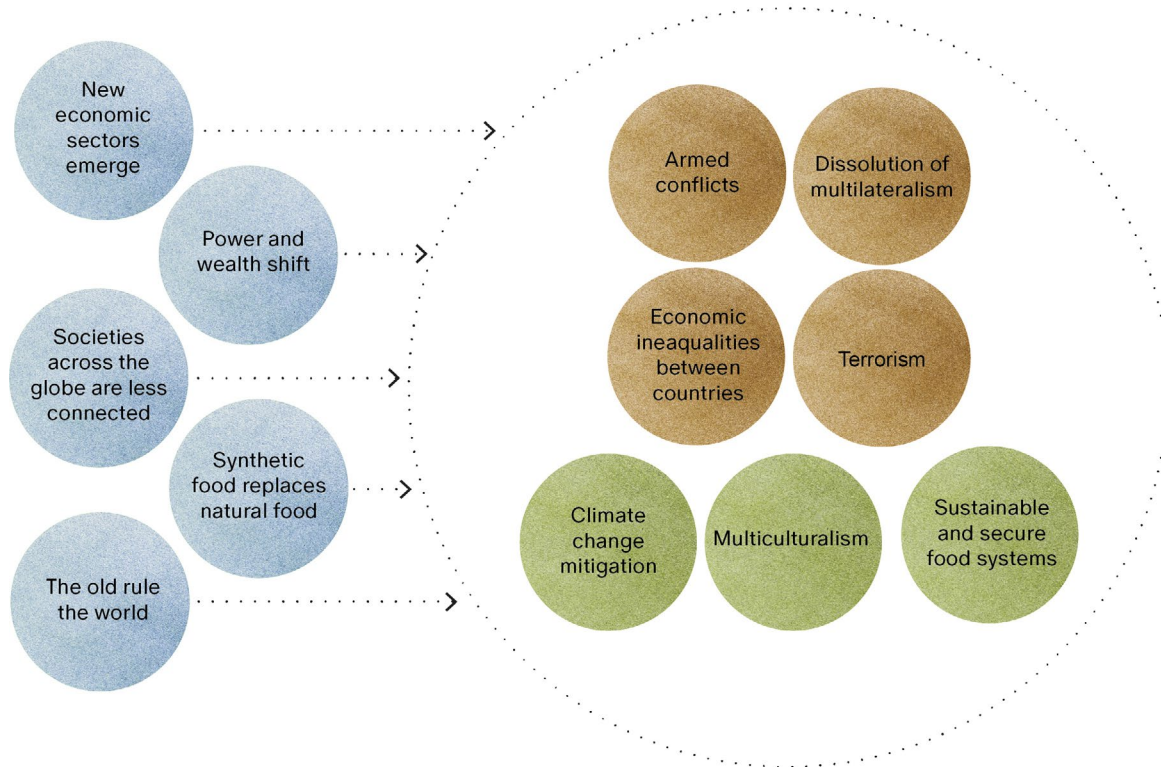 New
economic
sectors
emerge
Power and
wealth shift
Societies
across the
globe are less
connected
Synthetic
food replaces
natural food
The old rule
the world
Armed
conflicts
Dissolution of
multilateralism
Economic
ineaqualities
between
countries
Terrorism
Climate
change
mitigation
Multiculturalism
Sustainable
and secure
food systems